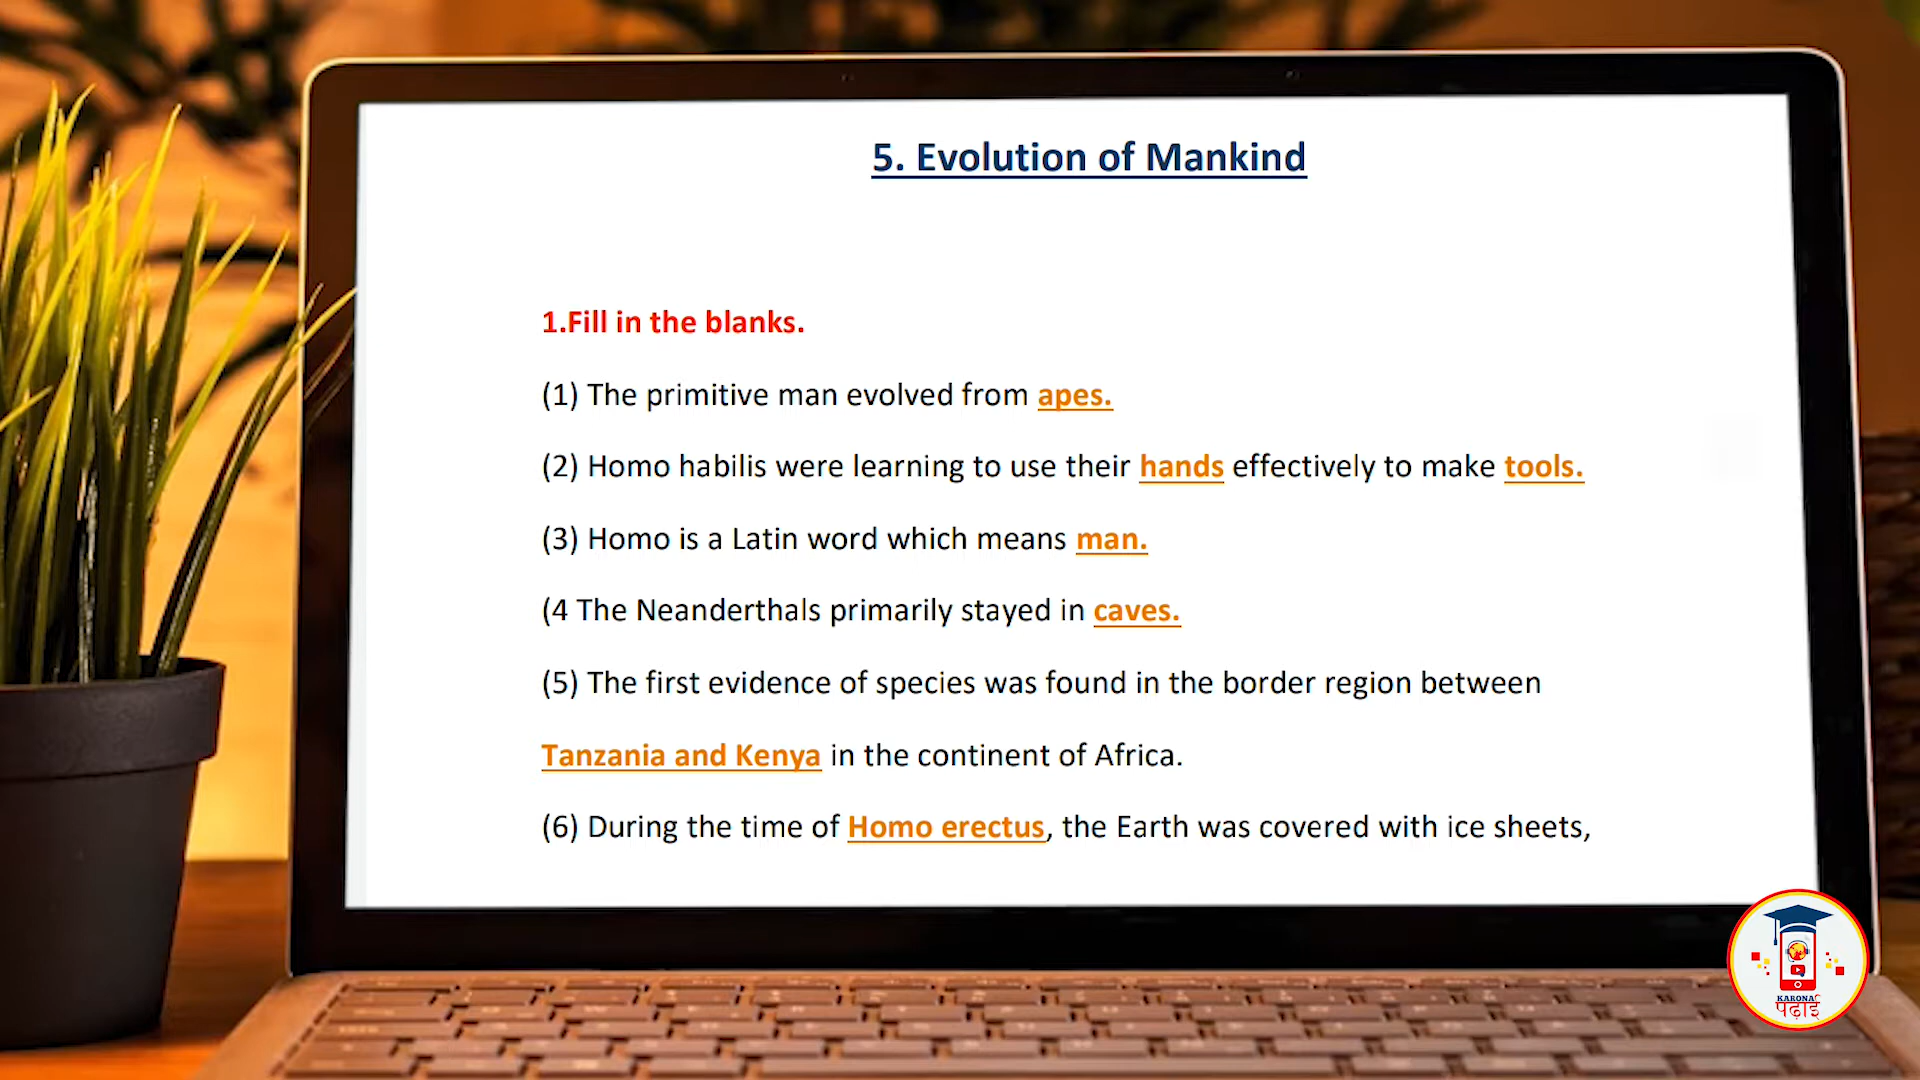 5. Evolution of Mankind
1.Fill in the blanks.
(1) The primitive man evolved from apes.
(2) Homo habilis were learning to use their hands effectively to make tools.
(3) Homo is a Latin word which means man.
(4 The Neanderthals primarily stayed in caves.
(5) The first evidence of species was found in the border region between
Tanzania and Kenya in the continent of Africa.
(6) During the time of Homo erectus, the Earth was covered with ice sheets,
KARONA
पढ़ाई